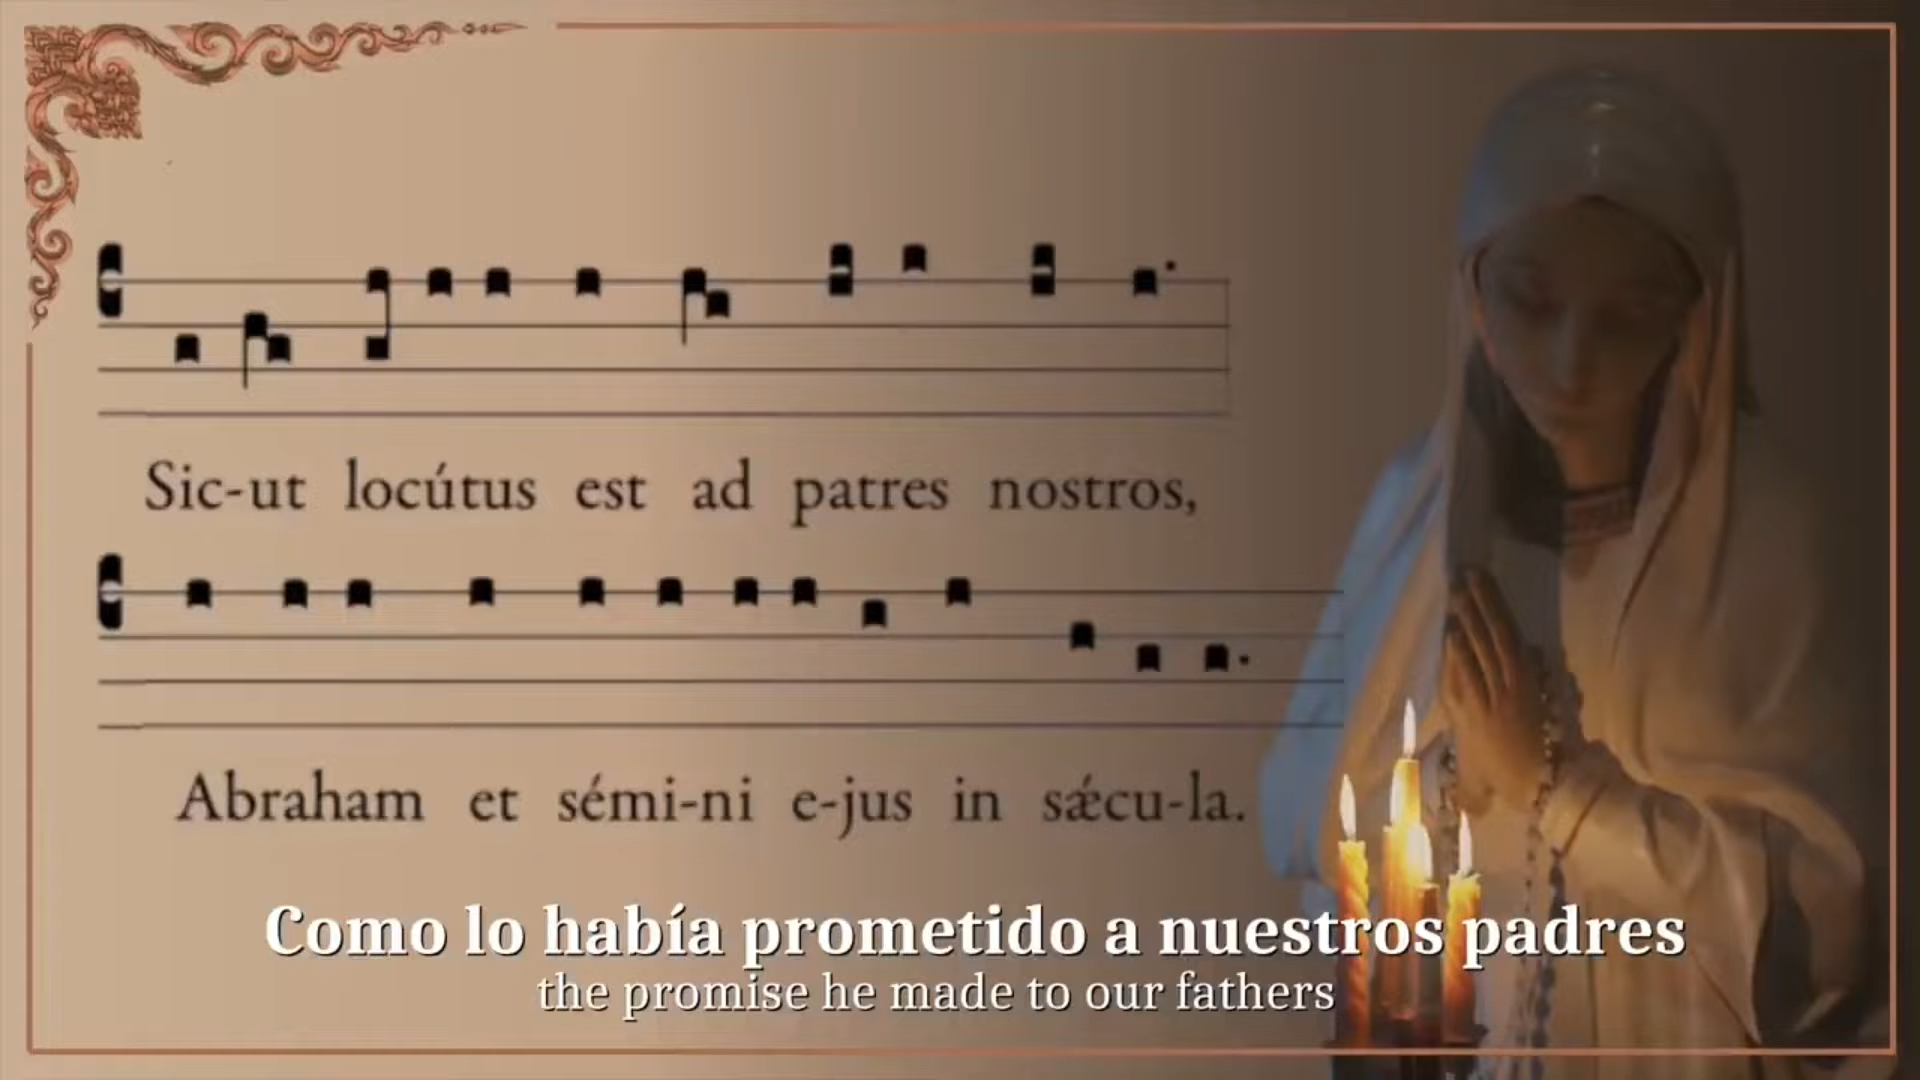 Sic-ut locútus est ad patres nostros,
Abraham et sémi-ni e-jus in sǽcu-la.
Como lo había prometido a nuestros padres
the promise he made to our fathers